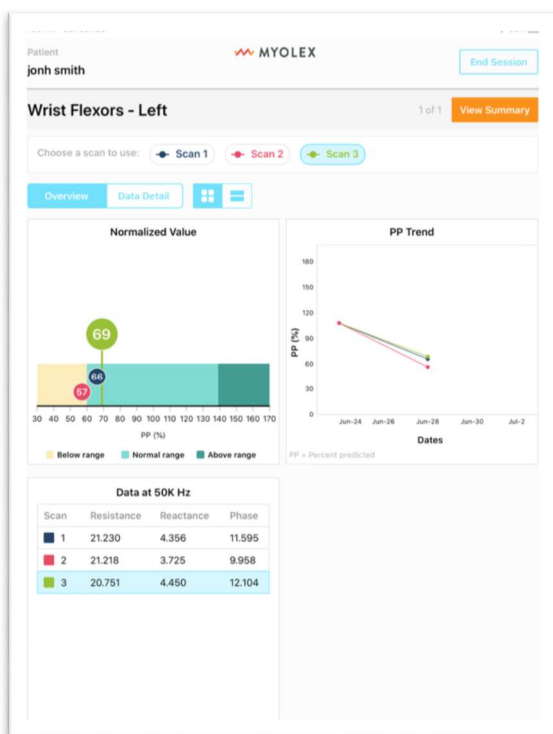 Patient
jonh smith
MYOLEX
End Session
Wrist Flexors - Left
1 of 1
View Summary
Choose a scan to use:
Scan 1
Scan 2
Scan 3
Overview
Data Detail
Normalized Value
69
66
57
30 40 50 60 70 80 90 100 110 120 130 140 150 160 170
PP (%)
Below range
Normal range
Above range
PP Trend
180
150
120
90
60
30
0
PP (%)
Jun-24 Jun-26 Jun-28 Jun-30 Jul-2
Dates
PP = Percent predicted
Data at 50K Hz
Scan Resistance Reactance Phase
1 21.230 4.356 11.595
2 21.218 3.725 9.958
3 20.751 4.450 12.104